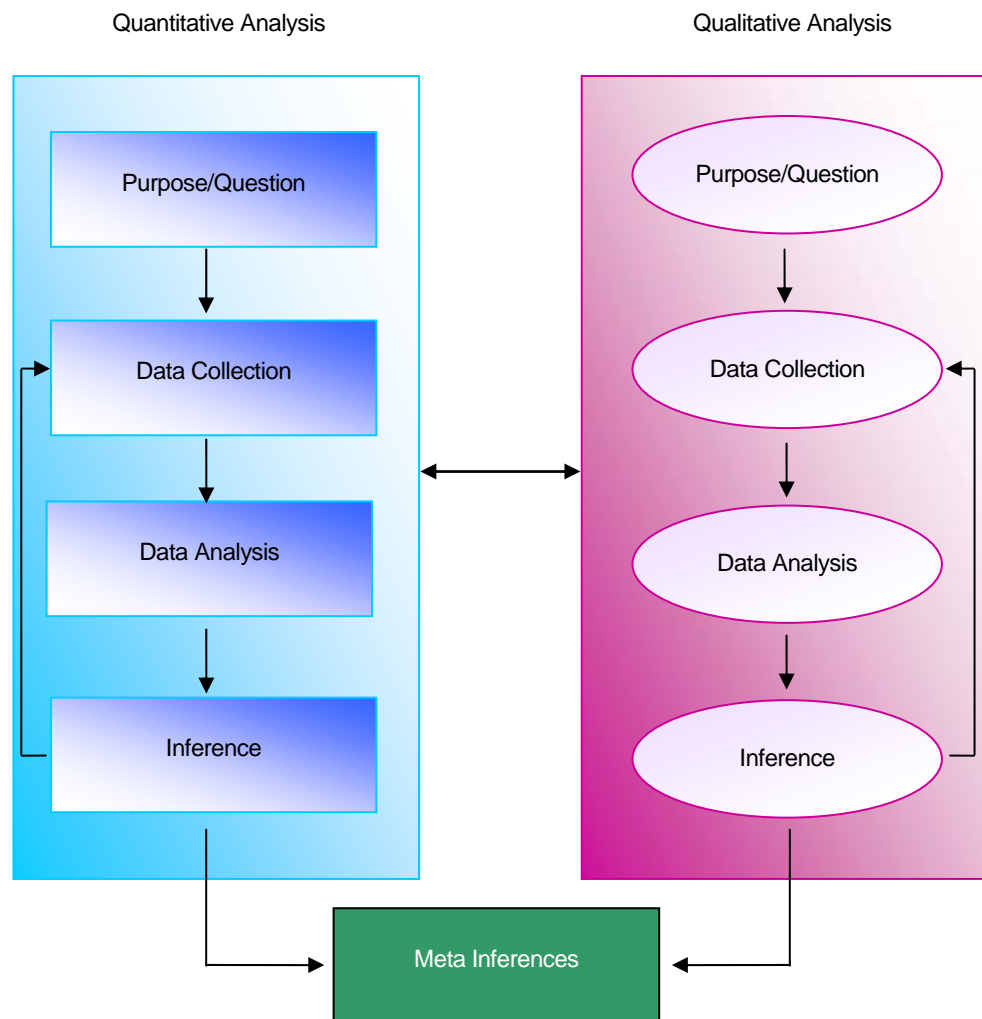 Quantitative Analysis
Qualitative Analysis
Purpose/Question
Data Collection
Data Analysis
Inference
Purpose/Question
Data Collection
Data Analysis
Inference
Meta Inferences